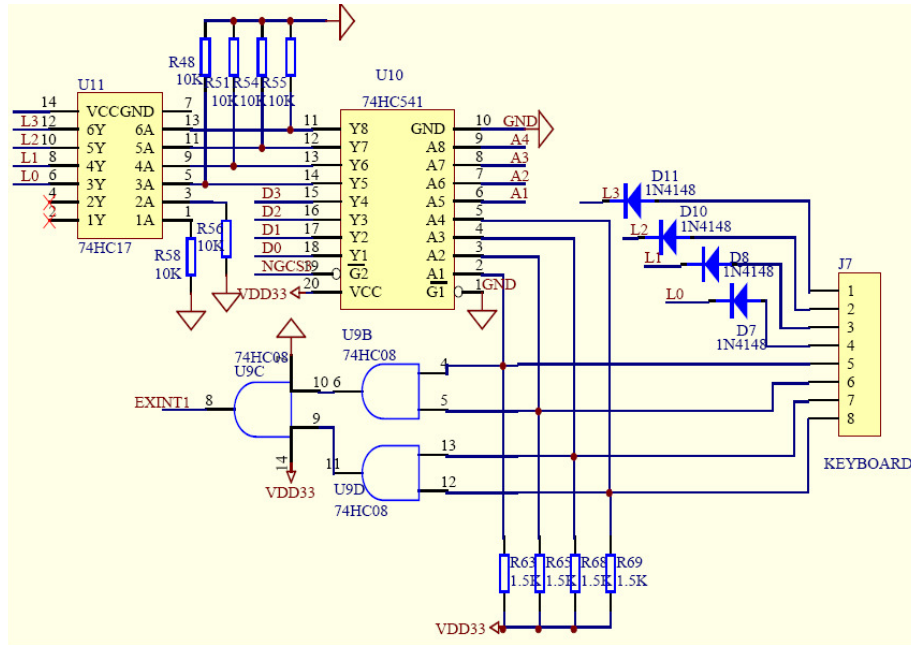 R48
10K
R51
10K
R54
10K
R55
10K
U11
74HC17
14 VCC GND 7
L3 12 6Y 6A 13
L2 10 5Y 5A 11
L1 8 4Y 4A 9
L0 6 3Y 3A 5
4 2Y 2A 3
2 1Y 1A 1
R58
10K
R56
10K
U10
74HC541
11 Y8 GND 10 GND
12 Y7 A8 9 A4
13 Y6 A7 8 A3
14 Y5 A6 7 A2
D3 15 Y4 A5 6 A1
D2 16 Y3 A4 5
D1 17 Y2 A3 4
D0 18 Y1 A2 3
19 G2 A1 2
VDD33 20 VCC G1 1 GND
L3 D11
1N4148
L2 D10
1N4148
L1 D8
1N4148
L0 D7
1N4148
J7
1
2
3
4
5
6
7
8
KEYBOARD
U9B
74HC08
4
5
6
74HC08
U9C
10
9
EXINT1 8
14
VDD33
13
12
11
U9D
74HC08
R63
1.5K
R65
1.5K
R68
1.5K
R69
1.5K
VDD33